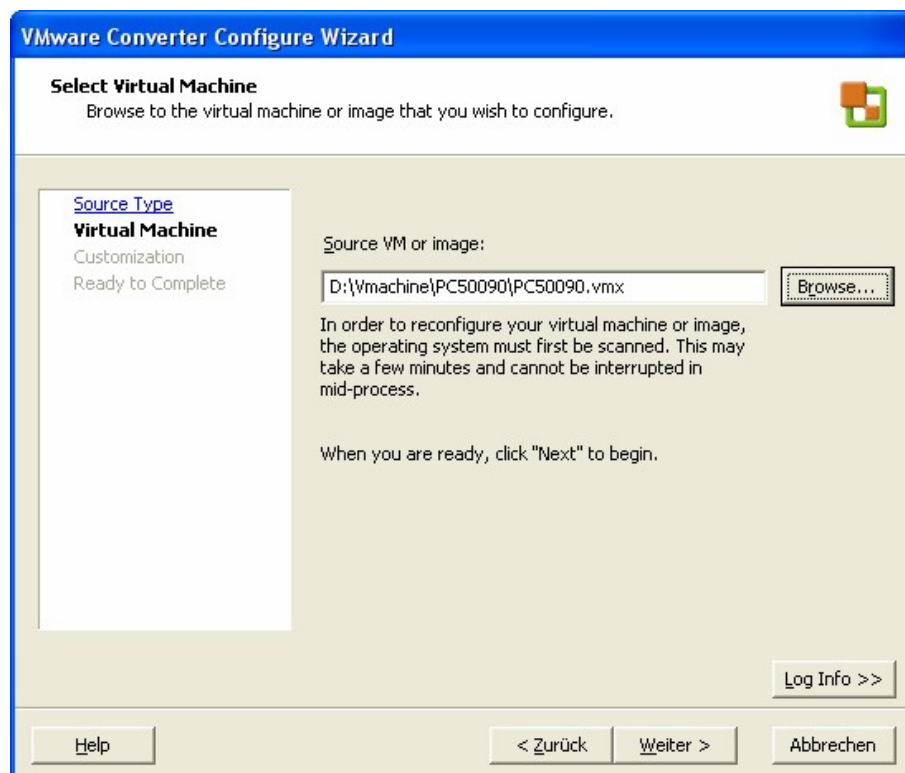 VMware Converter Configure Wizard
Select Virtual Machine
Browse to the virtual machine or image that you wish to configure.
Source Type
Virtual Machine
Customization
Ready to Complete
Source VM or image:
D:\Vmachine\PC50090\PC50090.vmx
Browse...
In order to reconfigure your virtual machine or image,
the operating system must first be scanned. This may
take a few minutes and cannot be interrupted in
mid-process.
When you are ready, click "Next" to begin.
Log Info >>
Help
< Zurück
Weiter >
Abbrechen